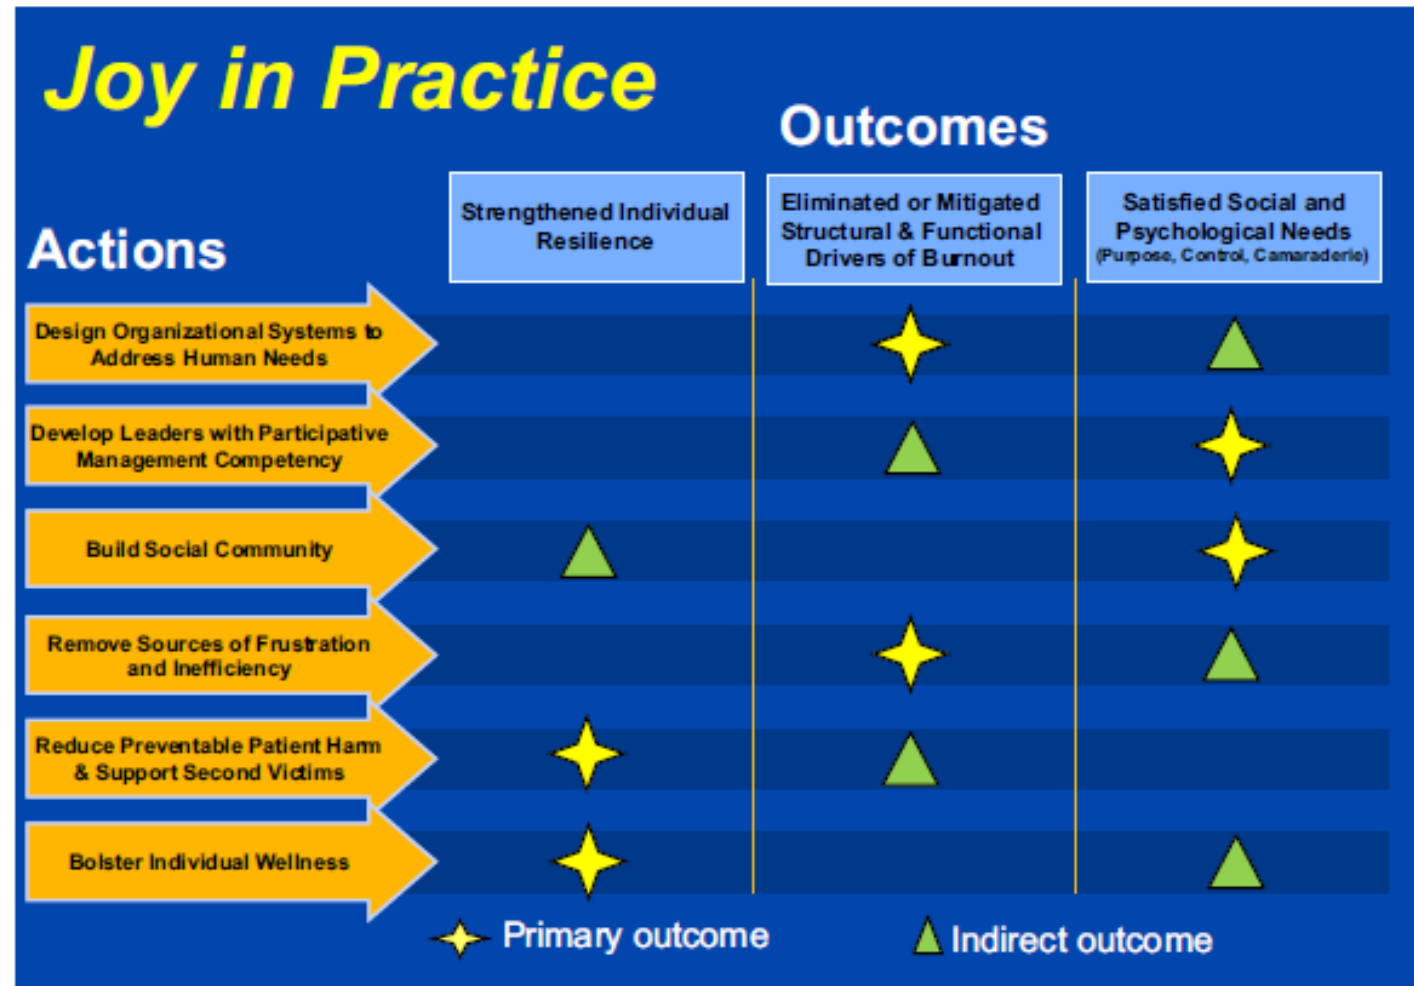 Joy in Practice
Outcomes
Strengthened Individual
Resilience
Eliminated or Mitigated
Structural & Functional
Drivers of Burnout
Satisfied Social and
Psychological Needs
(Purpose, Control, Camaraderie)
Actions
Design Organizational Systems to
Address Human Needs
Develop Leaders with Participative
Management Competency
Build Social Community
Remove Sources of Frustration
and Inefficiency
Reduce Preventable Patient Harm
& Support Second Victims
Bolster Individual Wellness
Primary outcome
Indirect outcome